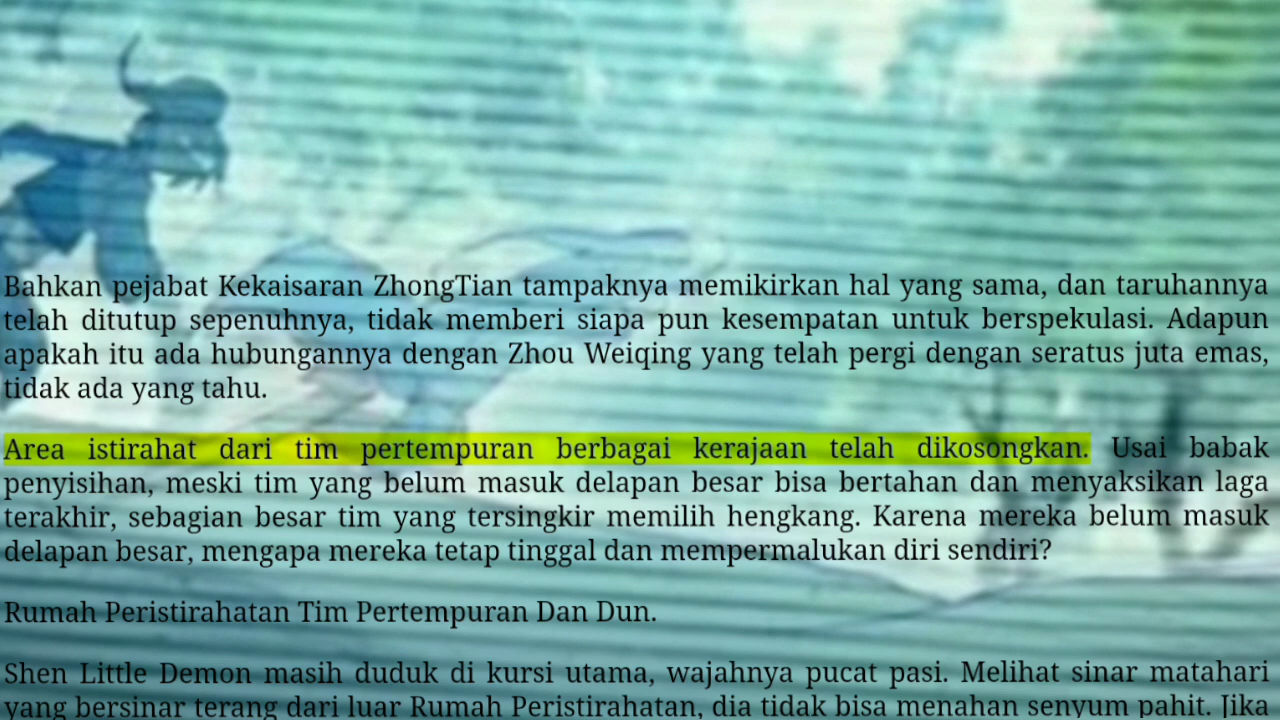 Bahkan pejabat Kekaisaran ZhongTian tampaknya memikirkan hal yang sama, dan taruhannya
telah ditutup sepenuhnya, tidak memberi siapa pun kesempatan untuk berspekulasi. Adapun
apakah itu ada hubungannya dengan Zhou Weiqing yang telah pergi dengan seratus juta emas,
tidak ada yang tahu.
Area istirahat dari tim pertempuran berbagai kerajaan telah dikosongkan. Usai babak
penyisihan, meski tim yang belum masuk delapan besar bisa bertahan dan menyaksikan laga
terakhir, sebagian besar tim yang tersingkir memilih hengkang. Karena mereka belum masuk
delapan besar, mengapa mereka tetap tinggal dan mempermalukan diri sendiri?
Rumah Peristirahatan Tim Pertempuran Dan Dun.
Shen Little Demon masih duduk di kursi utama, wajahnya pucat pasi. Melihat sinar matahari
yang bersinar terang dari luar Rumah Peristirahatan, dia tidak bisa menahan senyum pahit. Jika